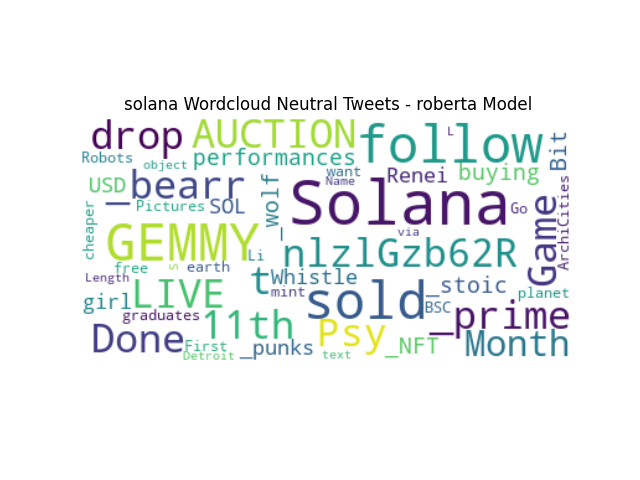 solana Wordcloud Neutral Tweets - roberta Model
drop AUCTION follow L Bit
Robots object performances want Renei buying
USD _bearr Name
Pictures SOL _wolf Solana Go ArchiCities
cheaper GEMMY Li via nlzlGzb62R Game
free S earth t Whistle _stoic planet
Length LIVE mint sold BSC
girl graduates 11th Psy _prime
Done First _punks _NFT Month
Detroit text